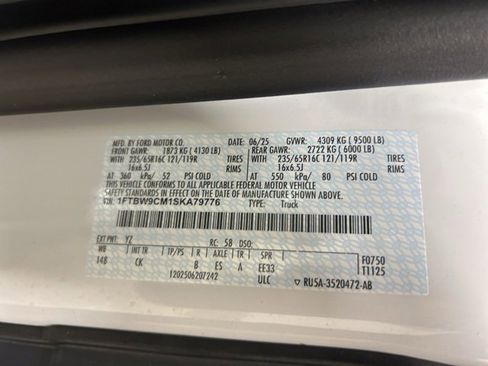 MFD. BY FORD MOTOR CO. DATE: 06/25 GVWR: 4309 KG ( 9500 LB)
FRONT GAWR: 1873 KG ( 4130 LB) REAR GAWR: 2722 KG ( 6000 LB)
WITH 235/65R16C 121/119R TIRES WITH 235/65R16C 121/119R TIRES
16x6.5J RIMS 16x6.5J RIMS
AT 360 kPa/ 52 PSI COLD AT 550 kPa/ 80 PSI COLD
THIS VEHICLE CONFORMS TO ALL APPLICABLE FEDERAL MOTOR VEHICLE
SAFETY STANDARDS IN EFFECT ON THE DATE OF MANUFACTURE SHOWN ABOVE.
VIN: 1FTBW9CM1SKA79776 TYPE: Truck
EXT PNT: YZ RC: 58 DSO:
WB INT TR TP/PS R AXLE TR SPR F0750
148 CK B ES A EE33 T1125
1202506207242 ULC RU5A-3520472-AB